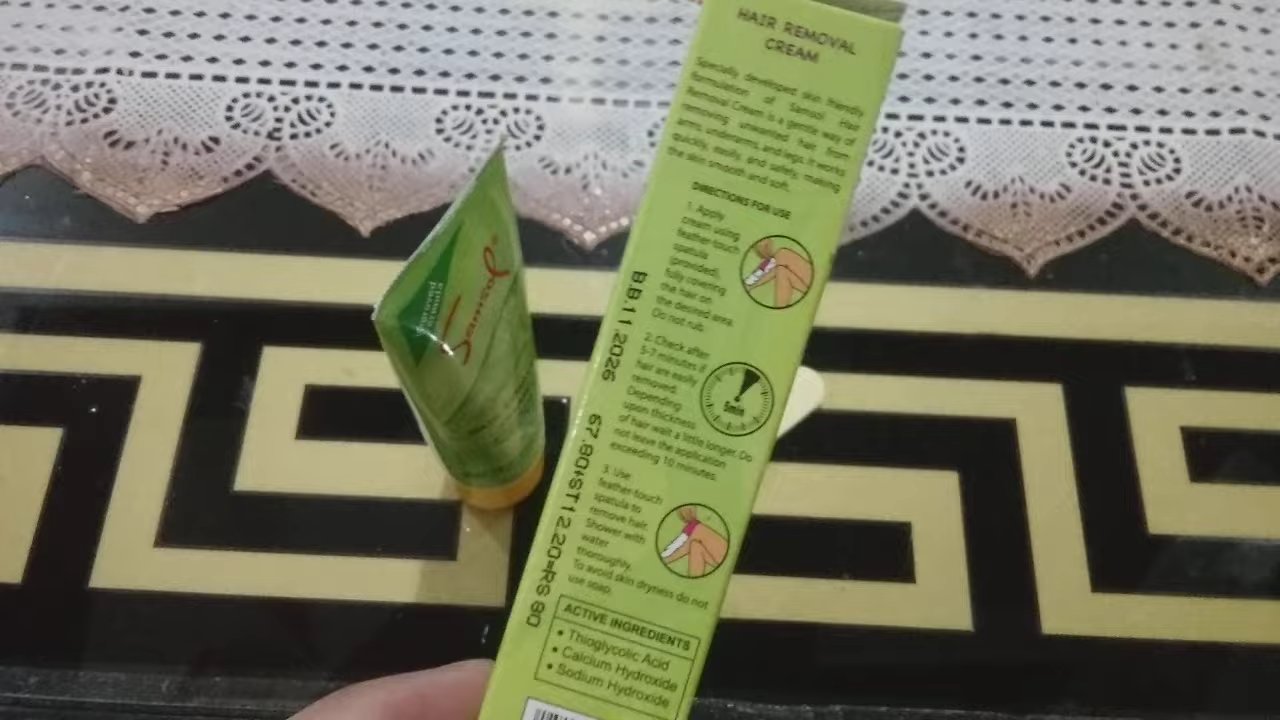 HAIR REMOVAL
CREAM
Specially developed skin friendly
formulation of Samsol Hair
Removal Cream is a gentle way of
removing unwanted hair from
arms, underarms, and legs. It works
quickly, easily, and safely, making
the skin smooth and soft.
DIRECTIONS FOR USE
1. Apply
cream using
feather-touch
spatula
(provided),
fully covering
the hair on
the desired area.
Do not rub.
2. Check after
5-7 minutes if
hair are easily
removed.
Depending
upon thickness
of hair wait a little longer. Do
not leave the application
exceeding 10 minutes.
5min
3. Use
feather-touch
spatula to
remove hair.
Shower with
water
thoroughly.
To avoid skin dryness do not
use soap.
ACTIVE INGREDIENTS
• Thioglycolic Acid
• Calcium Hydroxide
• Sodium Hydroxide
B.B.11.2026 67.80+ST12.20=RS 80
Samsol